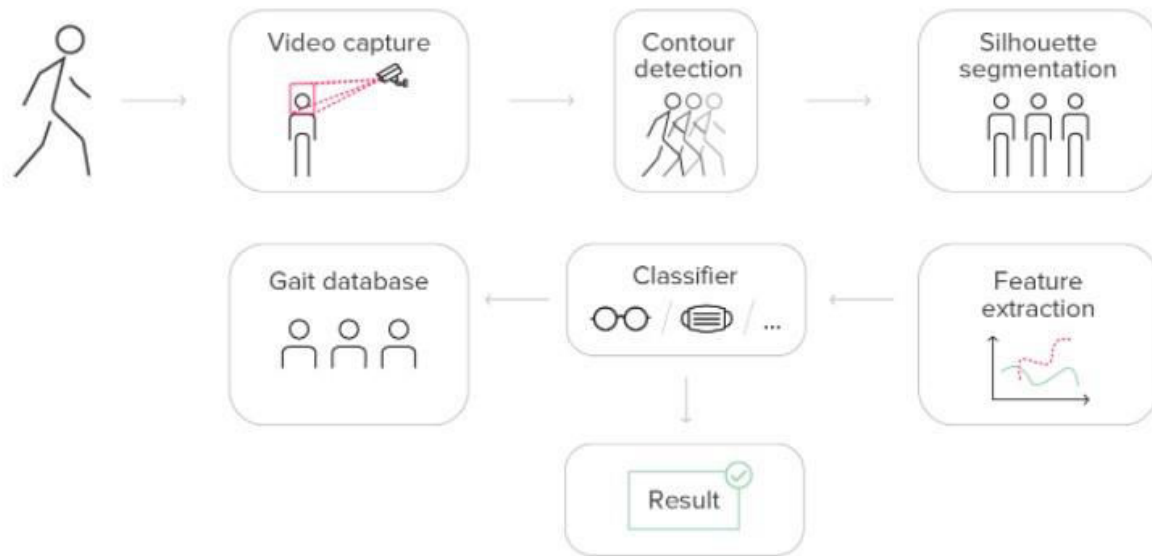 Video capture
Contour
detection
Silhouette
segmentation
Gait database
Classifier
...
Feature
extraction
Result